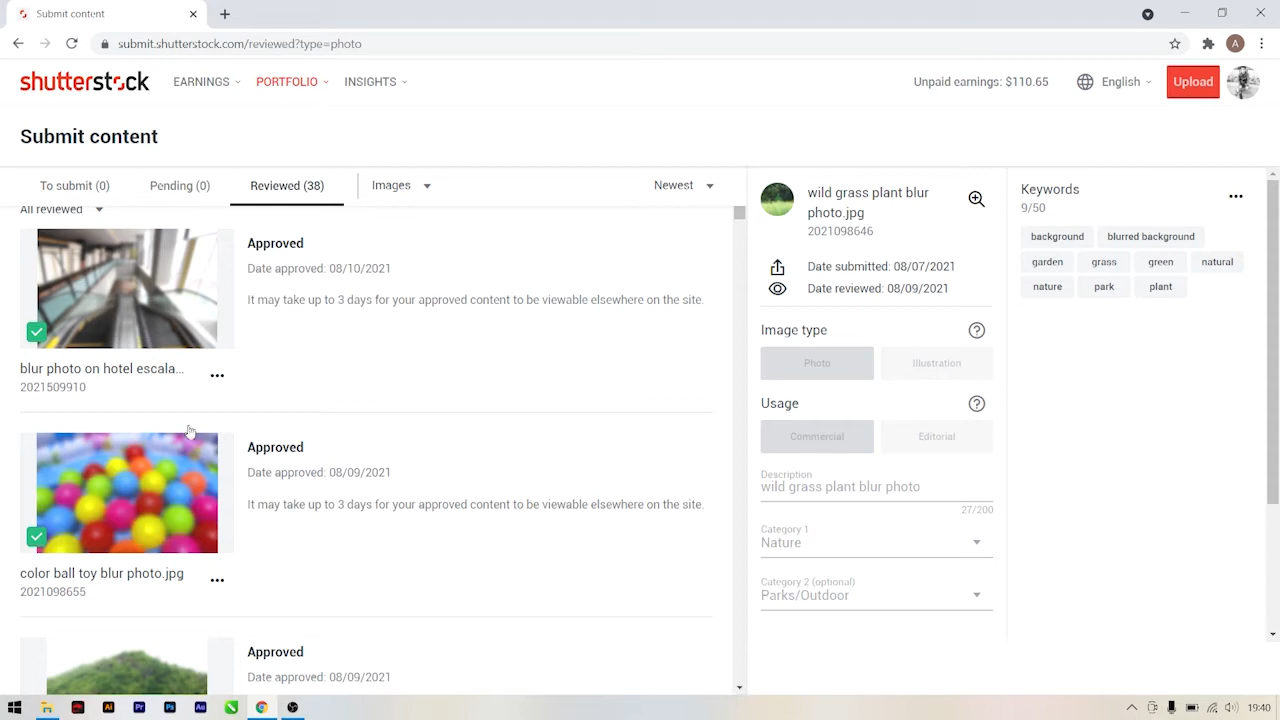 Submit content
submit.shutterstock.com/reviewed?type=photo
A
shutterstock EARNINGS PORTFOLIO INSIGHTS Unpaid earnings: $110.65 English Upload
Submit content
To submit (0) Pending (0) Reviewed (38) Images Newest
All reviewed
Approved
Date approved: 08/10/2021
It may take up to 3 days for your approved content to be viewable elsewhere on the site.
blur photo on hotel escala...
2021509910
Approved
Date approved: 08/09/2021
It may take up to 3 days for your approved content to be viewable elsewhere on the site.
color ball toy blur photo.jpg
2021098655
Approved
Date approved: 08/09/2021
wild grass plant blur
photo.jpg
2021098646
Date submitted: 08/07/2021
Date reviewed: 08/09/2021
Image type
Photo Illustration
Usage
Commercial Editorial
Description
wild grass plant blur photo
27/200
Category 1
Nature
Category 2 (optional)
Parks/Outdoor
Keywords
9/50
background blurred background
garden grass green natural
nature park plant
Ai Pr Ps Au
19:40